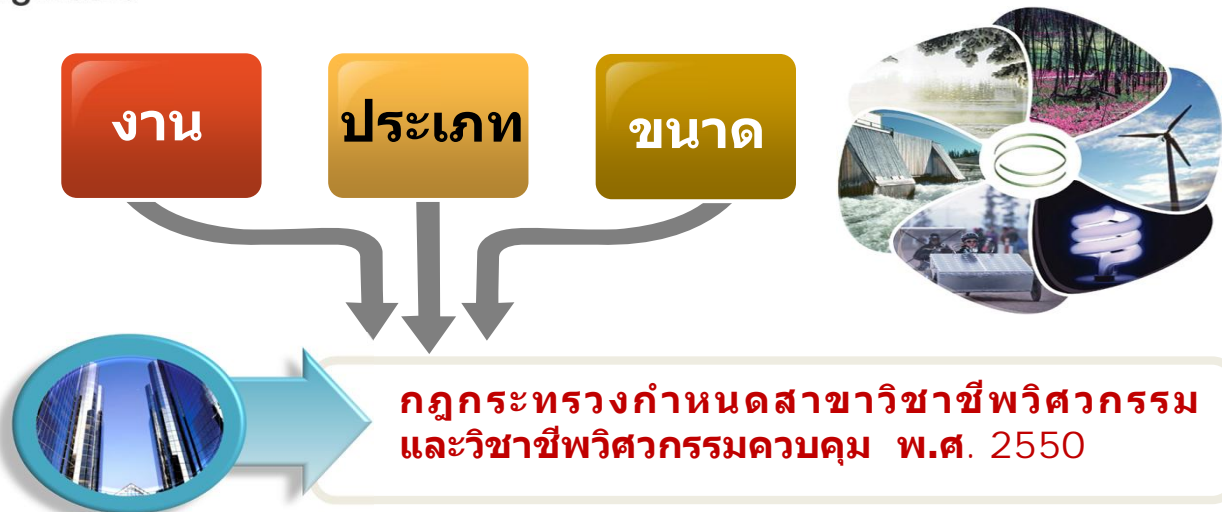 งาน
ประเภท
ขนาด
กฎกระทรวงกำหนดสาขาวิชาชีพวิศวกรรม
และวิชาชีพวิศวกรรมควบคุม พ.ศ. 2550